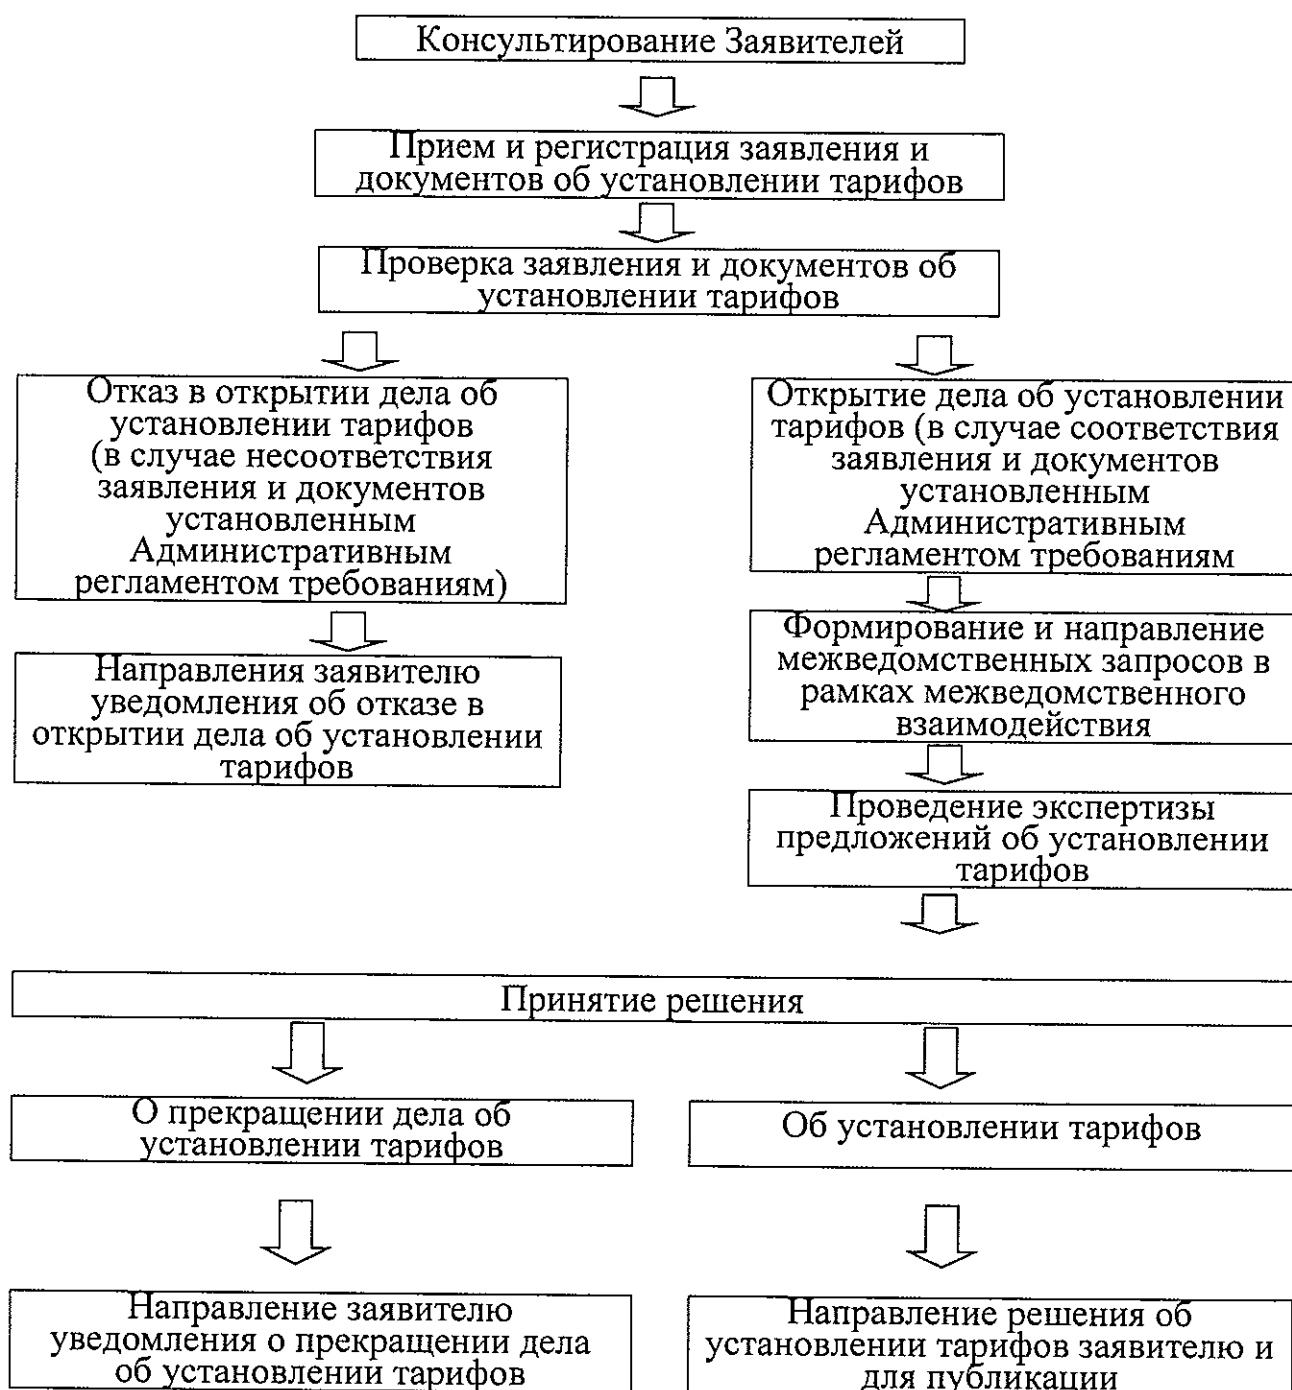 Консультирование Заявителей
Прием и регистрация заявления и
документов об установлении тарифов
Проверка заявления и документов об
установлении тарифов
Отказ в открытии дела об
установлении тарифов
(в случае несоответствия
заявления и документов
установленным
Административным
регламентом требованиям)
Открытие дела об установлении
тарифов (в случае соответствия
заявления и документов
установленным
Административным
регламентом требованиям
Направления заявителю
уведомления об отказе в
открытии дела об установлении
тарифов
Формирование и направление
межведомственных запросов в
рамках межведомственного
взаимодействия
Проведение экспертизы
предложений об установлении
тарифов
Принятие решения
О прекращении дела об
установлении тарифов
Об установлении тарифов
Направление заявителю
уведомления о прекращении дела
об установлении тарифов
Направление решения об
установлении тарифов заявителю и
для публикации